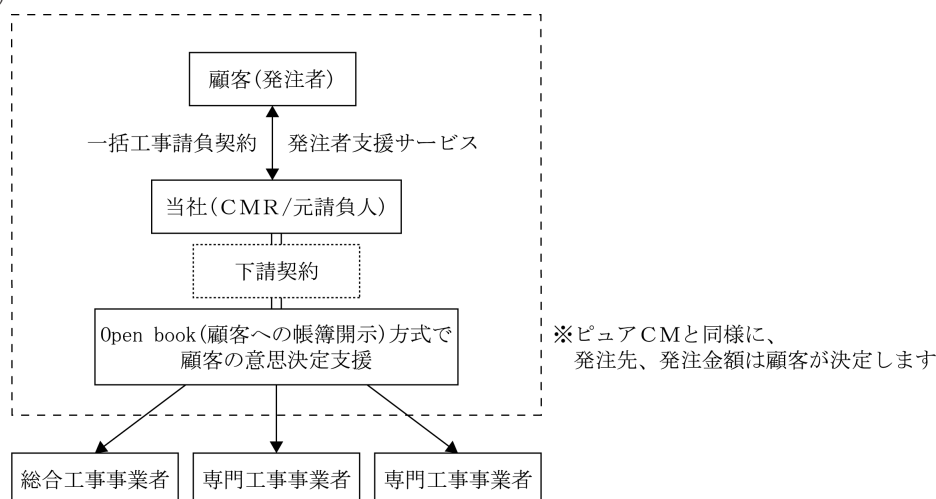 顧客(発注者)
一括工事請負契約
発注者支援サービス
当社(CMR/元請負人)
下請契約
Open book(顧客への帳簿開示)方式で
顧客の意思決定支援
※ピュアCMと同様に、
発注先、発注金額は顧客が決定します
総合工事事業者
専門工事事業者
専門工事事業者